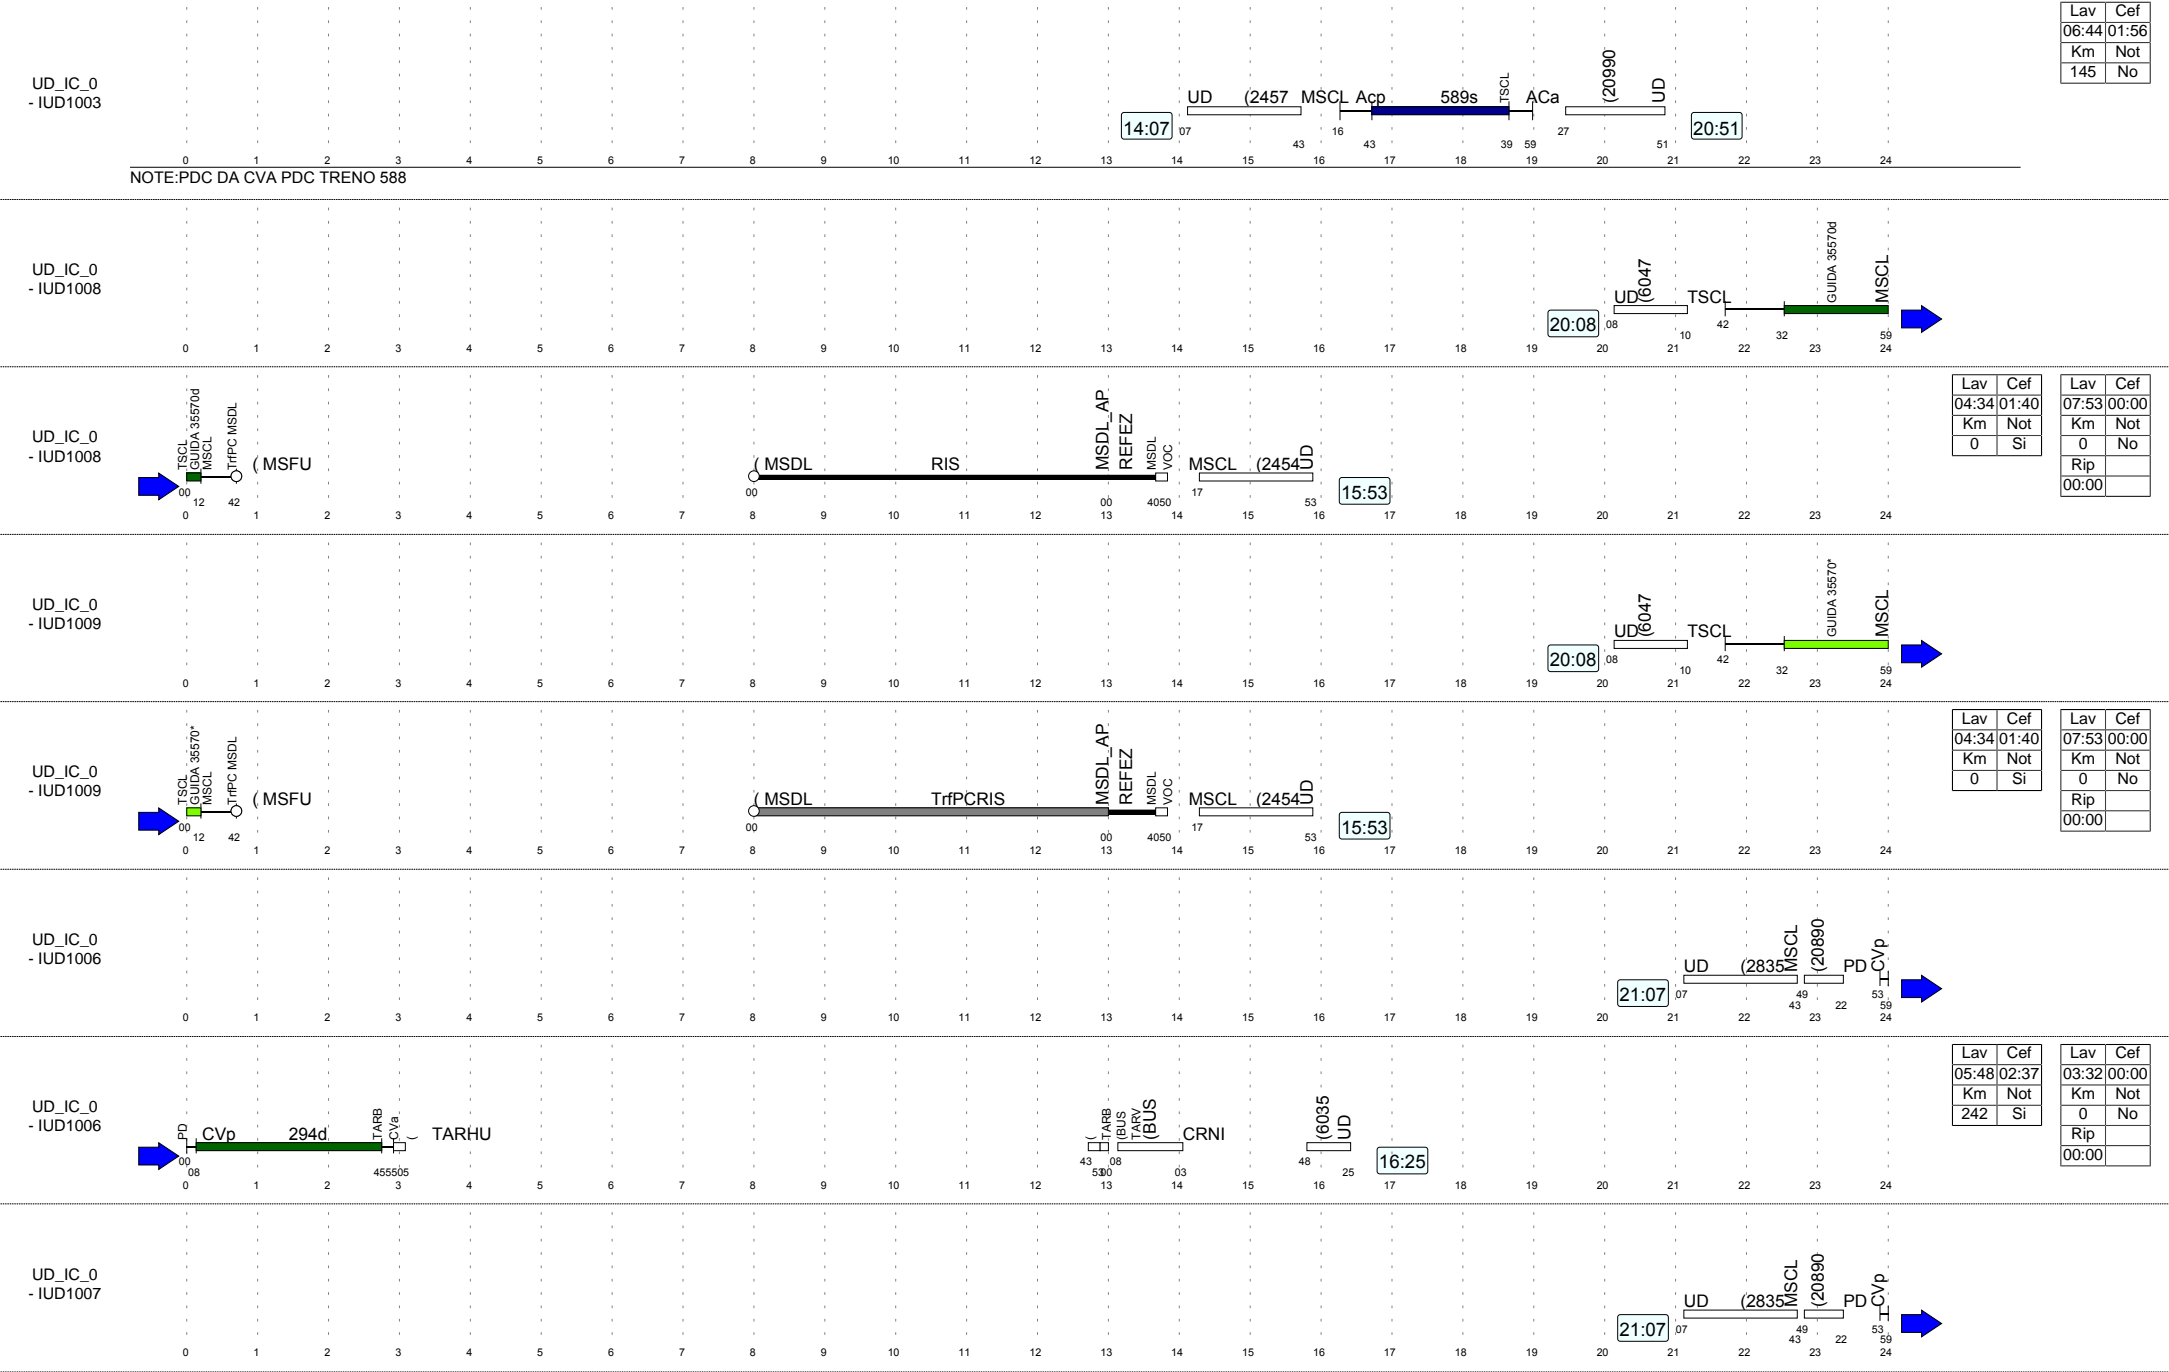 Lav Cef
06:44 01:56
Km Not
145 No
UD_IC_0
- IUD1003
14:07
UD (2457 MSCL Acp 589s TSCL ACa (20990 UD
07 43 16 43 39 59 27 51
20:51
0 1 2 3 4 5 6 7 8 9 10 11 12 13 14 15 16 17 18 19 20 21 22 23 24
NOTE:PDC DA CVA PDC TRENO 588
UD_IC_0
- IUD1008
20:08
UD (6047 TSCL GUIDA 35570d MSCL
08 10 42 32 59
0 1 2 3 4 5 6 7 8 9 10 11 12 13 14 15 16 17 18 19 20 21 22 23 24
UD_IC_0
- IUD1008
TSCL GUIDA 35570d MSCL TrfPC MSDL ( MSFU ( MSDL RIS MSDL_AP REFEZ MSDL VOC MSCL (2454 UD
00 12 42 00 00 4050 17 53
15:53
0 1 2 3 4 5 6 7 8 9 10 11 12 13 14 15 16 17 18 19 20 21 22 23 24
Lav Cef Lav Cef
04:34 01:40 07:53 00:00
Km Not Km Not
0 Si 0 No
Rip
00:00
UD_IC_0
- IUD1009
20:08
UD (6047 TSCL GUIDA 35570* MSCL
08 10 42 32 59
0 1 2 3 4 5 6 7 8 9 10 11 12 13 14 15 16 17 18 19 20 21 22 23 24
UD_IC_0
- IUD1009
TSCL GUIDA 35570* MSCL TrfPC MSDL ( MSFU ( MSDL TrfPCRIS MSDL_AP REFEZ MSDL VOC MSCL (2454 UD
00 12 42 00 00 4050 17 53
15:53
0 1 2 3 4 5 6 7 8 9 10 11 12 13 14 15 16 17 18 19 20 21 22 23 24
Lav Cef Lav Cef
04:34 01:40 07:53 00:00
Km Not Km Not
0 Si 0 No
Rip
00:00
UD_IC_0
- IUD1006
21:07
UD (2835 MSCL (20890 PD CVp
07 43 49 22 53 59
0 1 2 3 4 5 6 7 8 9 10 11 12 13 14 15 16 17 18 19 20 21 22 23 24
UD_IC_0
- IUD1006
PD CVp 294d TARB CVa ( TARHU ( TARB (BUS TARV (BUS CRNI (6035 UD
00 08 455505 43 53 00 08 03 48 25
16:25
0 1 2 3 4 5 6 7 8 9 10 11 12 13 14 15 16 17 18 19 20 21 22 23 24
Lav Cef Lav Cef
05:48 02:37 03:32 00:00
Km Not Km Not
242 Si 0 No
Rip
00:00
UD_IC_0
- IUD1007
21:07
UD (2835 MSCL (20890 PD CVp
07 43 49 22 53 59
0 1 2 3 4 5 6 7 8 9 10 11 12 13 14 15 16 17 18 19 20 21 22 23 24